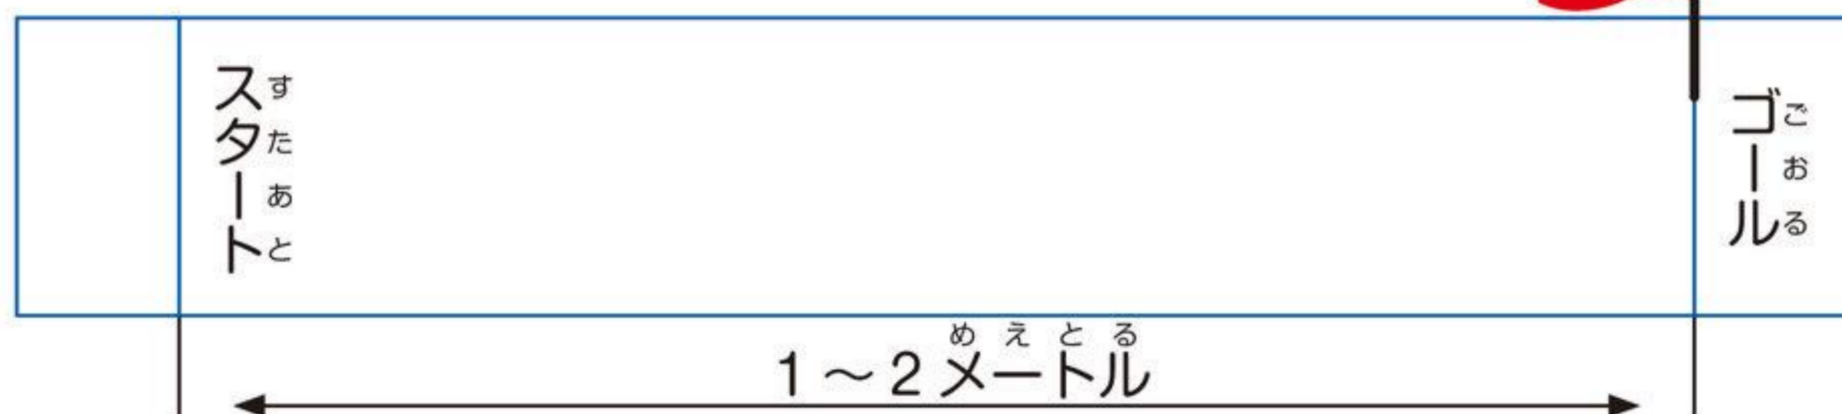 スタート
すたあと
ゴール
ごおる
めえとる
1～2メートル